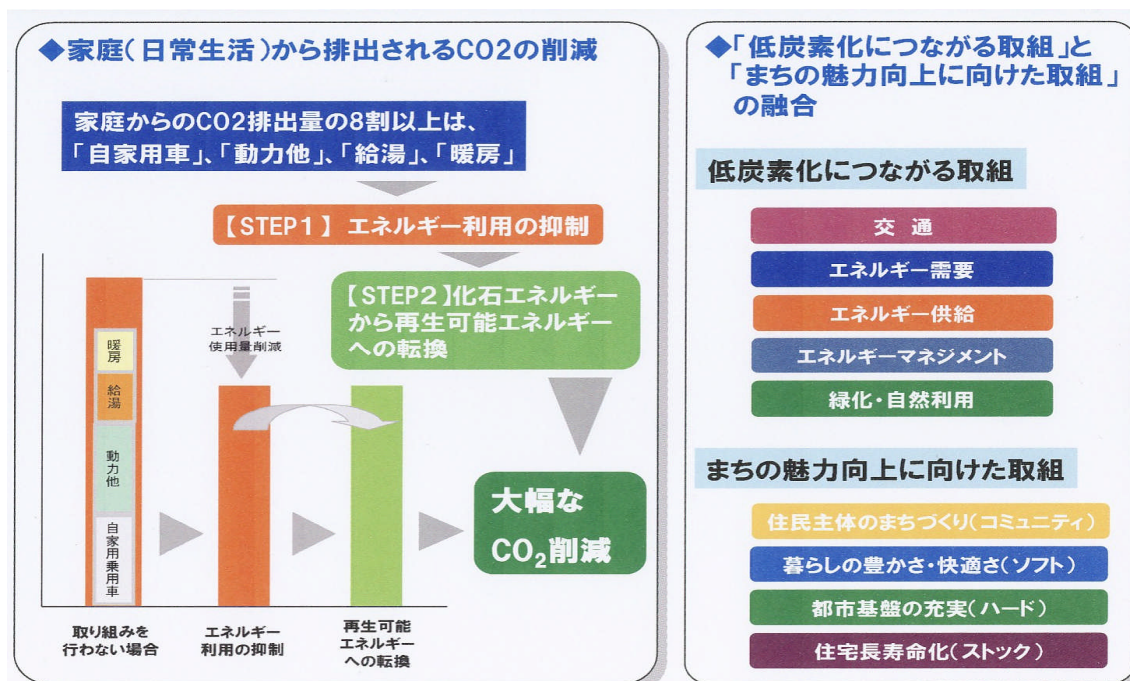 ◆家庭(日常生活)から排出されるCO2の削減
家庭からのCO2排出量の8割以上は、
「自家用車」、「動力他」、「給湯」、「暖房」
【STEP1】 エネルギー利用の抑制
【STEP2】化石エネルギー
から再生可能エネルギー
への転換
エネルギー
使用量削減
暖房
給湯
動力他
自家用乗用車
大幅な
CO2削減
取り組みを
行わない場合
エネルギー
利用の抑制
再生可能
エネルギー
への転換
◆「低炭素化につながる取組」と
「まちの魅力向上に向けた取組」
の融合
低炭素化につながる取組
交 通
エネルギー需要
エネルギー供給
エネルギーマネジメント
緑化・自然利用
まちの魅力向上に向けた取組
住民主体のまちづくり(コミュニティ)
暮らしの豊かさ・快適さ(ソフト)
都市基盤の充実(ハード)
住宅長寿命化(ストック)